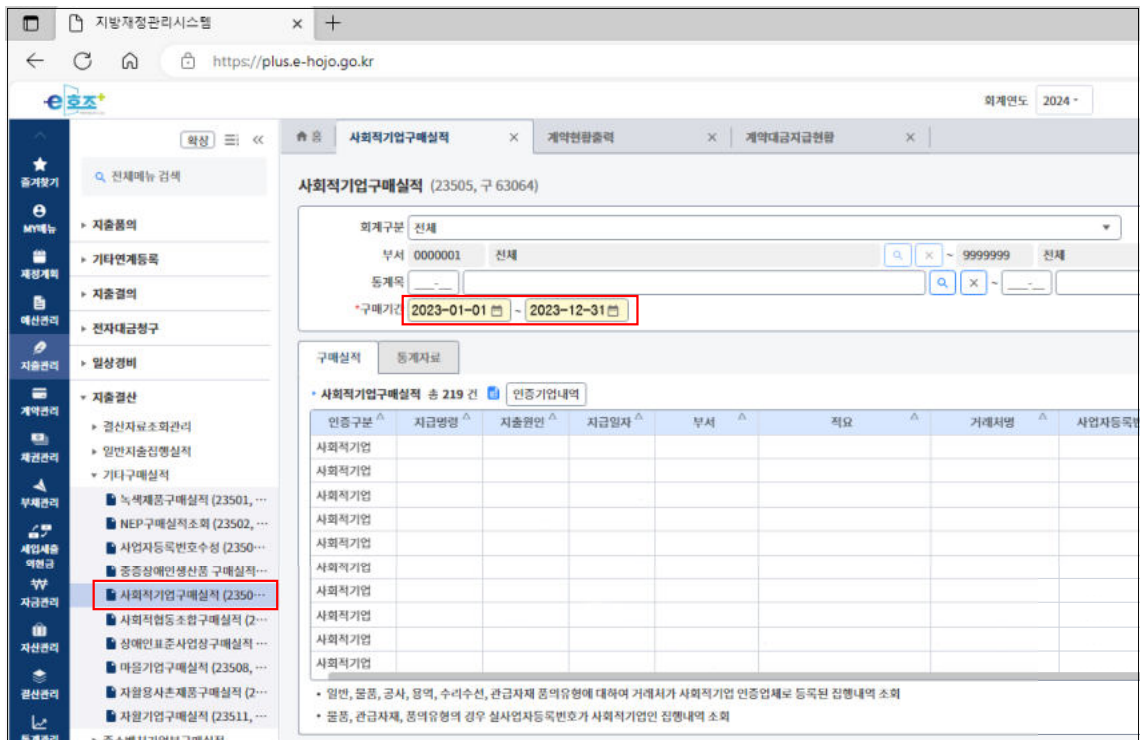 지방재정관리시스템
https://plus.e-hojo.go.kr
e호조+
회계연도 2024
확장
홈 사회적기업구매실적 계약현황출력 계약대금지급현황
즐겨찾기
MY메뉴
재정계획
예산관리
지출관리
계약관리
채권관리
부채관리
세입세출
외현금
자금관리
자산관리
결산관리
통계관리
전체메뉴 검색
지출품의
기타연계등록
지출결의
전자대금청구
일상경비
지출결산
결산자료조회관리
일반지출집행실적
기타구매실적
녹색제품구매실적 (23501, ⋯
NEP구매실적조회 (23502, ⋯
사업자등록번호수정 (2350⋯
중증장애인생산품 구매실적⋯
사회적기업구매실적 (2350⋯
사회적협동조합구매실적 (2⋯
장애인표준사업장구매실적 ⋯
마을기업구매실적 (23508, ⋯
자활용사촌제품구매실적 (2⋯
자활기업구매실적 (23511, ⋯
사회적기업구매실적 (23505, 구 63064)
회계구분 전체
부서 0000001 전체 ~ 9999999 전체
통계목 ___-__ ~ ___-__
*구매기간 2023-01-01 ~ 2023-12-31
구매실적 통계자료
사회적기업구매실적 총 219 건 인증기업내역
인증구분 지급명령 지출원인 지급일자 부서 적요 거래처명 사업자등록번
사회적기업
사회적기업
사회적기업
사회적기업
사회적기업
사회적기업
사회적기업
사회적기업
사회적기업
사회적기업
• 일반, 물품, 공사, 용역, 수리수선, 관급자재 품의유형에 대하여 거래처가 사회적기업 인증업체로 등록된 집행내역 조회
• 물품, 관급자재, 품의유형의 경우 실사업자등록번호가 사회적기업인 집행내역 조회